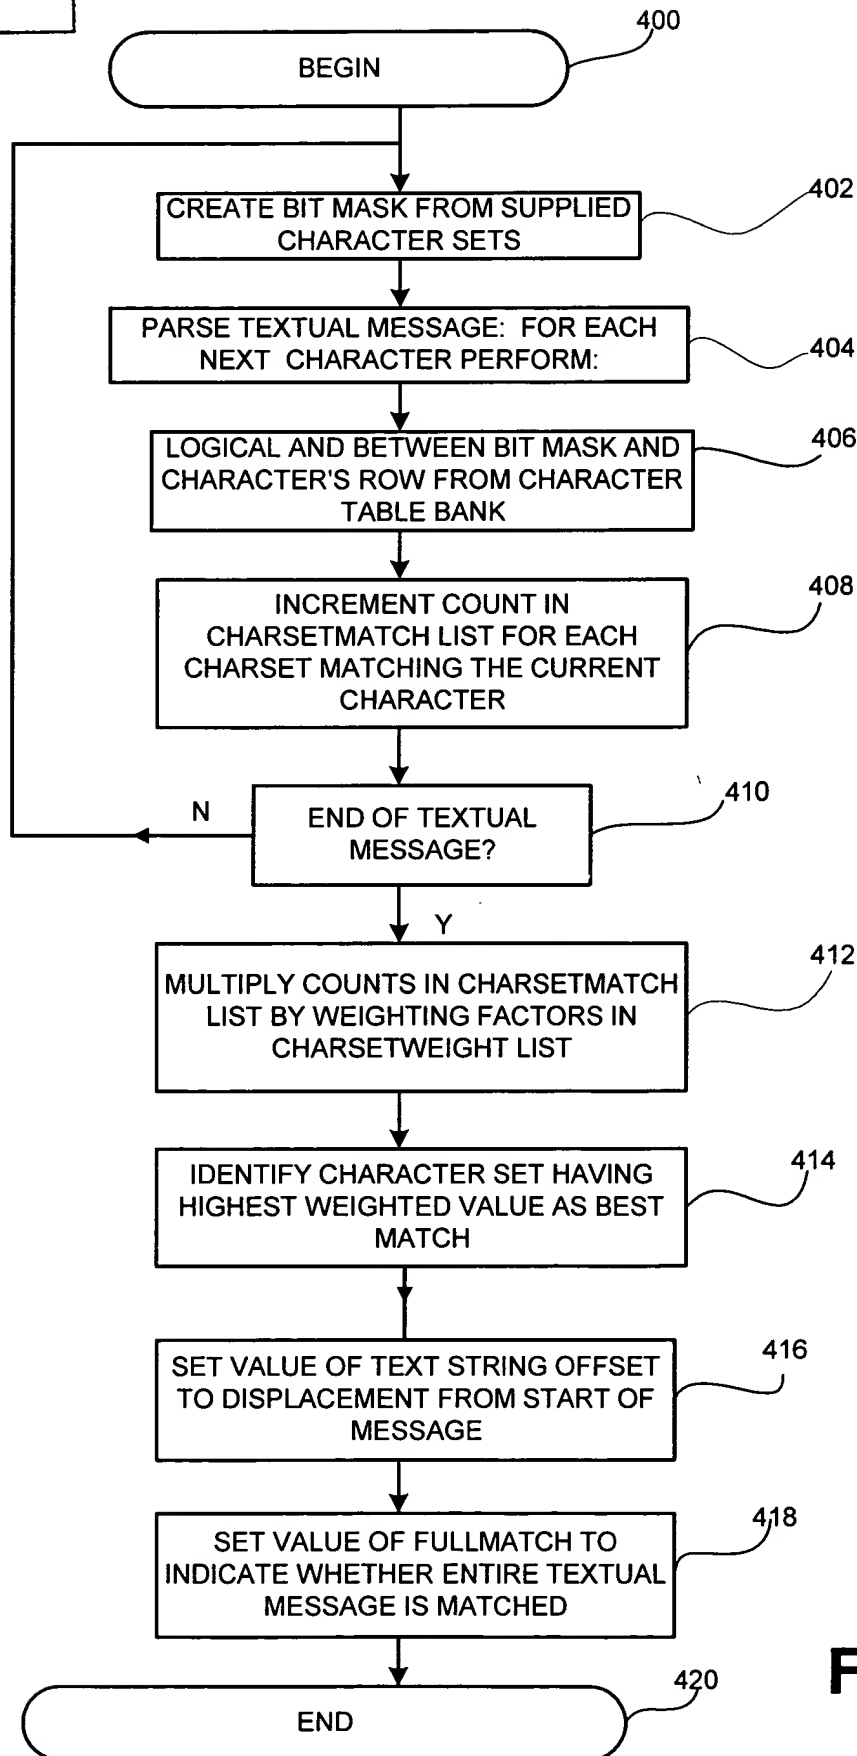 400
BEGIN
402
CREATE BIT MASK FROM SUPPLIED
CHARACTER SETS
PARSE TEXTUAL MESSAGE: FOR EACH
NEXT CHARACTER PERFORM:
404
406
LOGICAL AND BETWEEN BIT MASK AND
CHARACTER'S ROW FROM CHARACTER
TABLE BANK
408
INCREMENT COUNT IN
CHARSETMATCH LIST FOR EACH
CHARSET MATCHING THE CURRENT
CHARACTER
410
N
END OF TEXTUAL
MESSAGE?
Y
412
MULTIPLY COUNTS IN CHARSETMATCH
LIST BY WEIGHTING FACTORS IN
CHARSETWEIGHT LIST
414
IDENTIFY CHARACTER SET HAVING
HIGHEST WEIGHTED VALUE AS BEST
MATCH
416
SET VALUE OF TEXT STRING OFFSET
TO DISPLACEMENT FROM START OF
MESSAGE
418
SET VALUE OF FULLMATCH TO
INDICATE WHETHER ENTIRE TEXTUAL
MESSAGE IS MATCHED
F
420
END